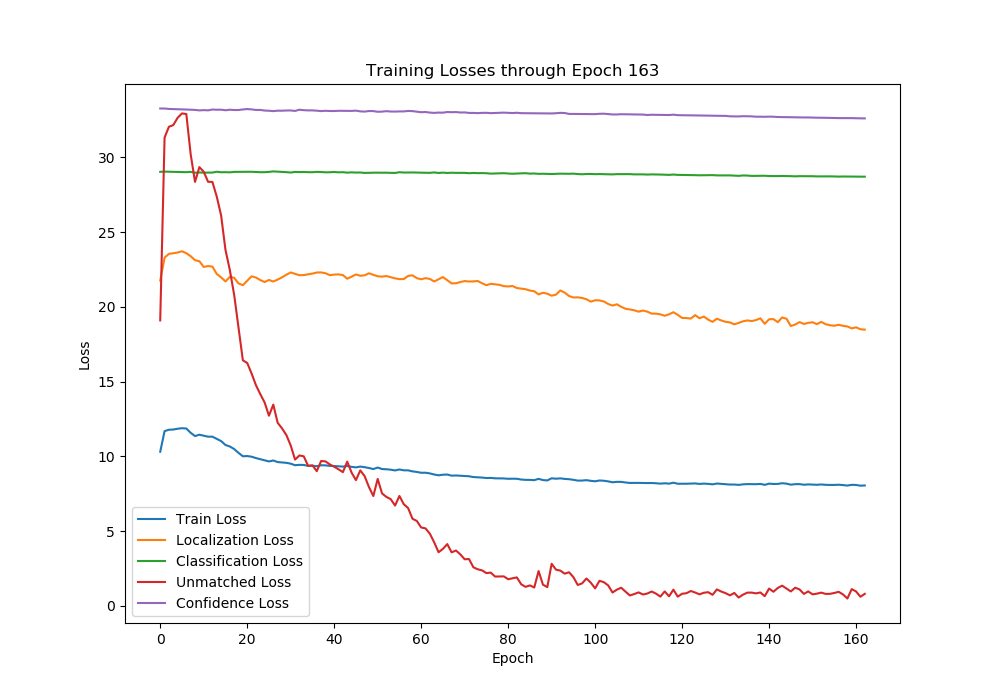 Training Losses through Epoch 163
Loss
30
25
20
15
10
5
0
Train Loss
Localization Loss
Classification Loss
Unmatched Loss
Confidence Loss
0 20 40 60 80 100 120 140 160
Epoch